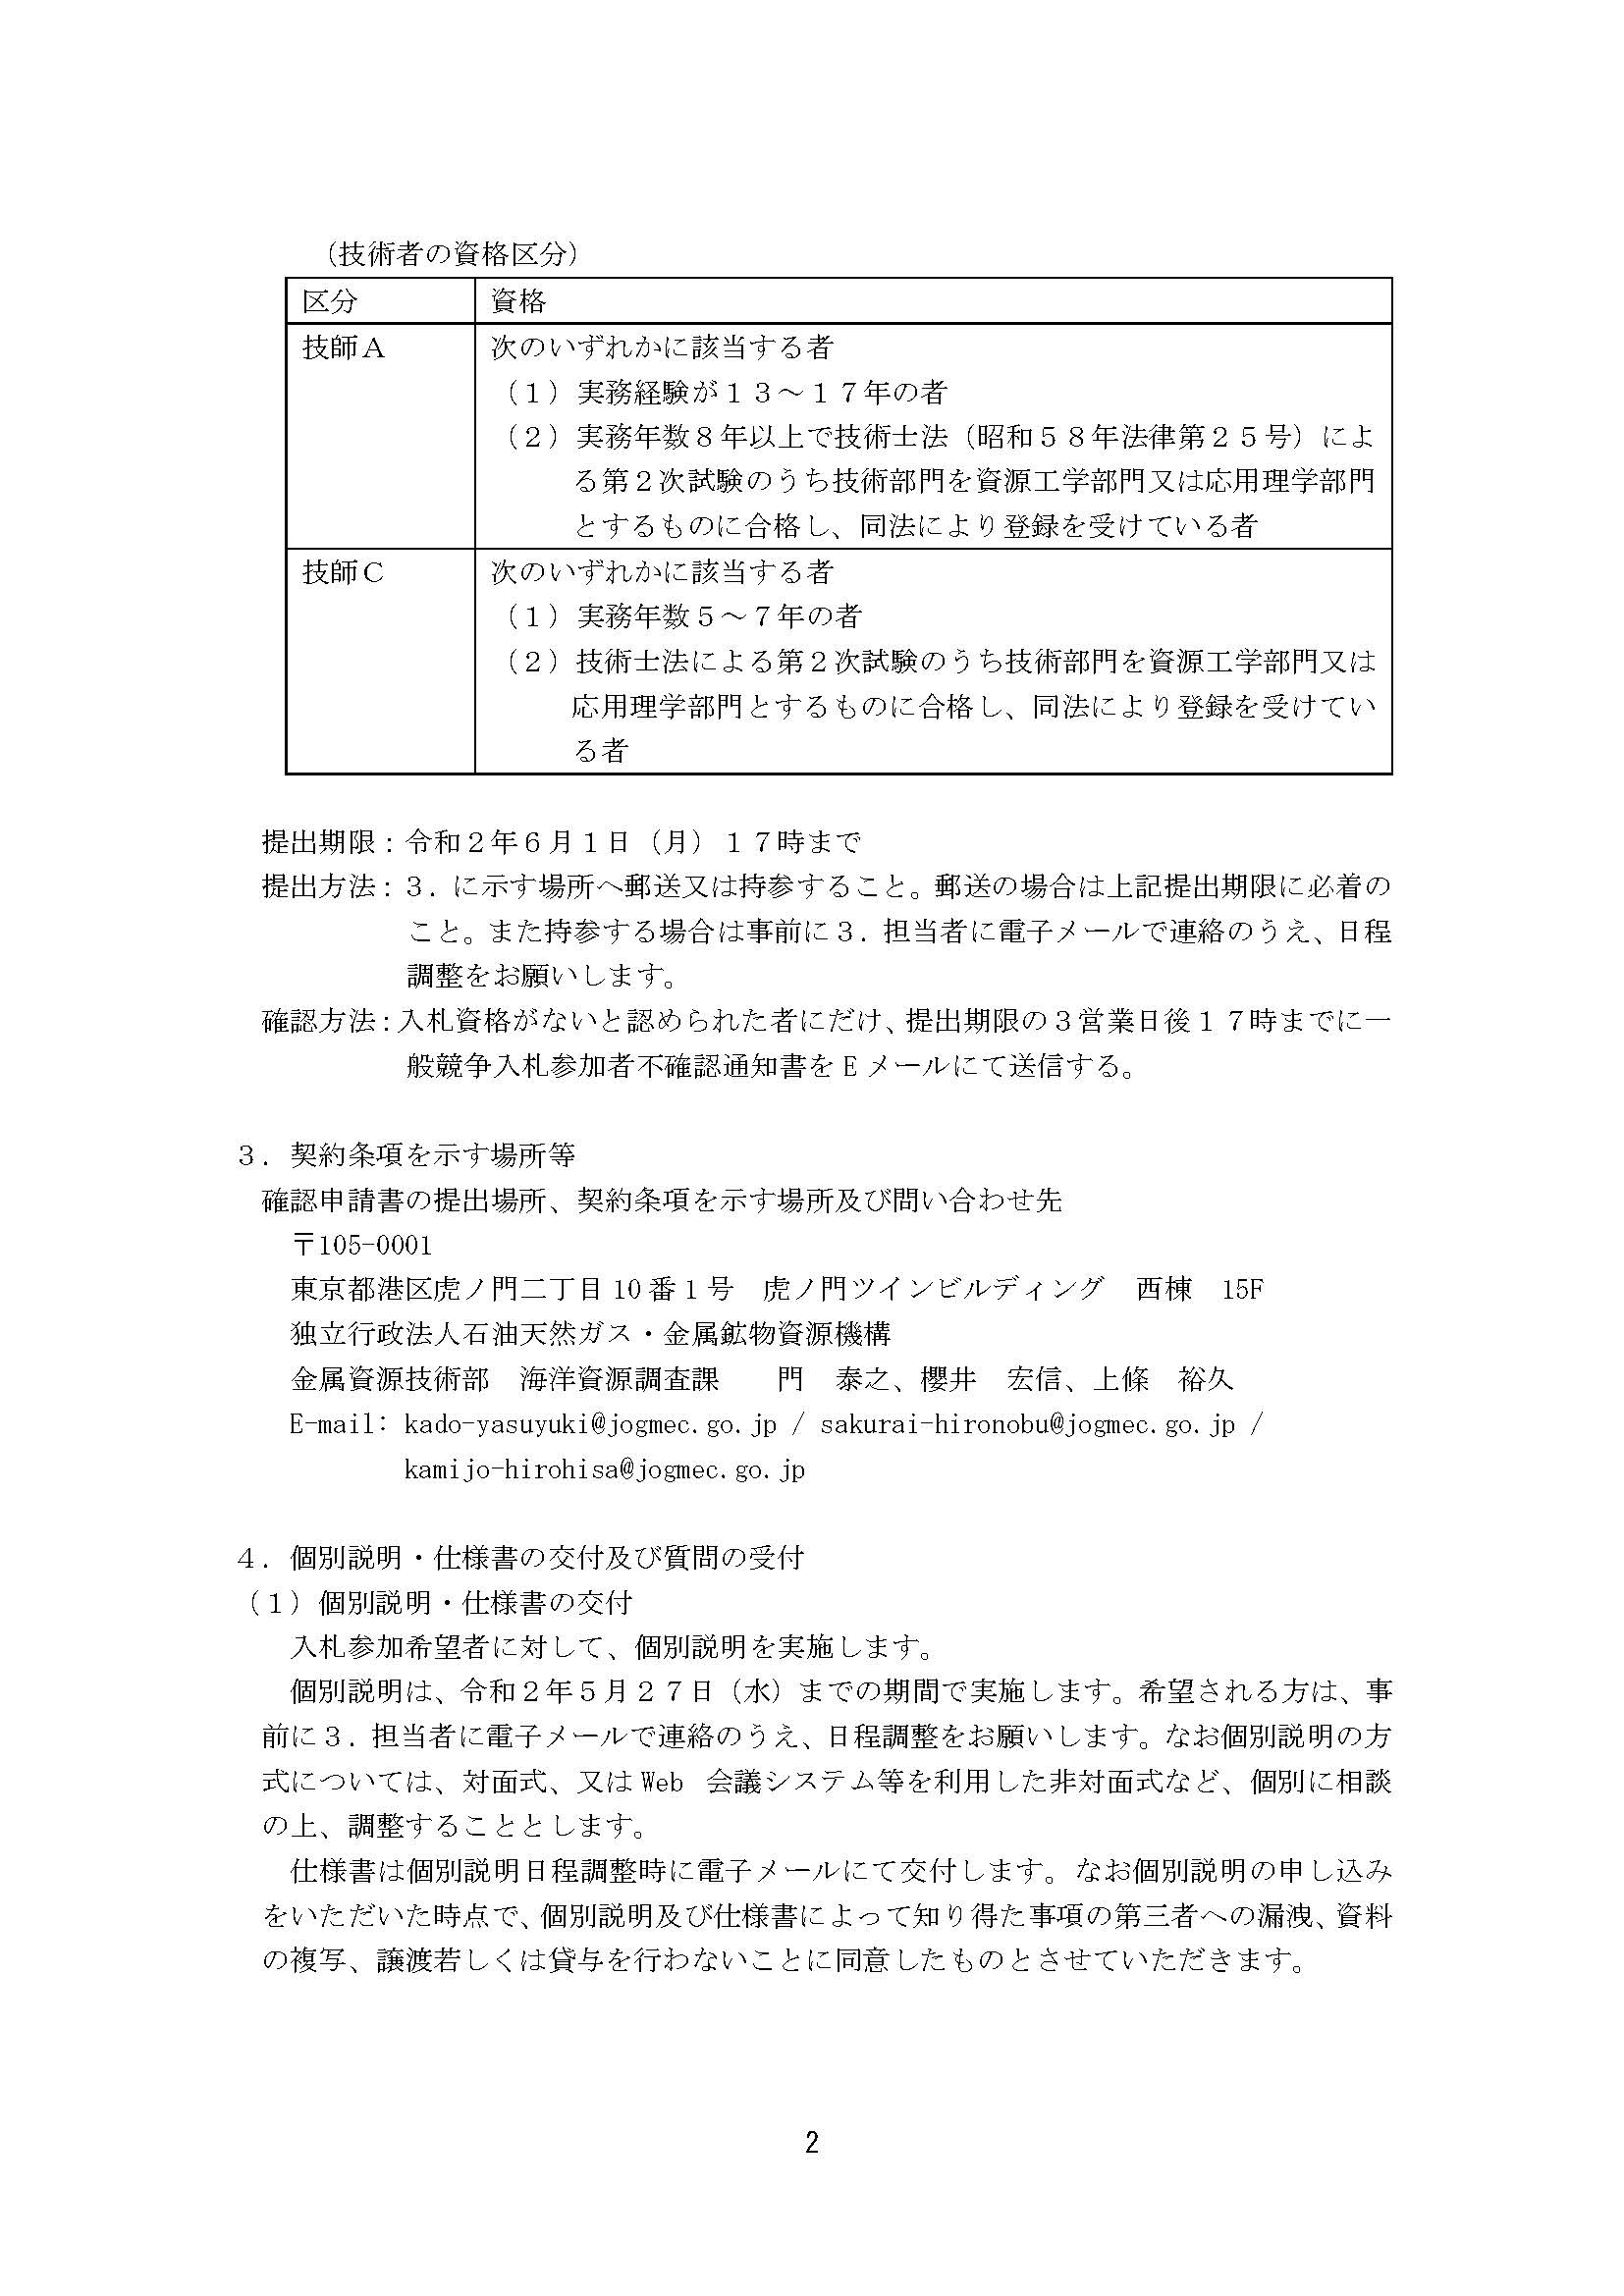 （技術者の資格区分）
区分 資格
技師Ａ 次のいずれかに該当する者
（１）実務経験が１３～１７年の者
（２）実務年数８年以上で技術士法（昭和５８年法律第２５号）によ
る第２次試験のうち技術部門を資源工学部門又は応用理学部門
とするものに合格し、同法により登録を受けている者
技師Ｃ 次のいずれかに該当する者
（１）実務年数５～７年の者
（２）技術士法による第２次試験のうち技術部門を資源工学部門又は
応用理学部門とするものに合格し、同法により登録を受けてい
る者
提出期限：令和２年６月１日（月）１７時まで
提出方法：３．に示す場所へ郵送又は持参すること。郵送の場合は上記提出期限に必着の
こと。また持参する場合は事前に３．担当者に電子メールで連絡のうえ、日程
調整をお願いします。
確認方法：入札資格がないと認められた者にだけ、提出期限の３営業日後１７時までに一
般競争入札参加者不確認通知書を E メールにて送信する。
３．契約条項を示す場所等
確認申請書の提出場所、契約条項を示す場所及び問い合わせ先
〒105-0001
東京都港区虎ノ門二丁目 10 番 1 号　虎ノ門ツインビルディング　西棟　15F
独立行政法人石油天然ガス・金属鉱物資源機構
金属資源技術部　海洋資源調査課　　門　泰之、櫻井　宏信、上條　裕久
E-mail: kado-yasuyuki@jogmec.go.jp / sakurai-hironobu@jogmec.go.jp /
kamijo-hirohisa@jogmec.go.jp
４．個別説明・仕様書の交付及び質問の受付
（１）個別説明・仕様書の交付
入札参加希望者に対して、個別説明を実施します。
個別説明は、令和２年５月２７日（水）までの期間で実施します。希望される方は、事
前に３．担当者に電子メールで連絡のうえ、日程調整をお願いします。なお個別説明の方
式については、対面式、又は Web 会議システム等を利用した非対面式など、個別に相談
の上、調整することとします。
仕様書は個別説明日程調整時に電子メールにて交付します。なお個別説明の申し込み
をいただいた時点で、個別説明及び仕様書によって知り得た事項の第三者への漏洩、資料
の複写、譲渡若しくは貸与を行わないことに同意したものとさせていただきます。
2